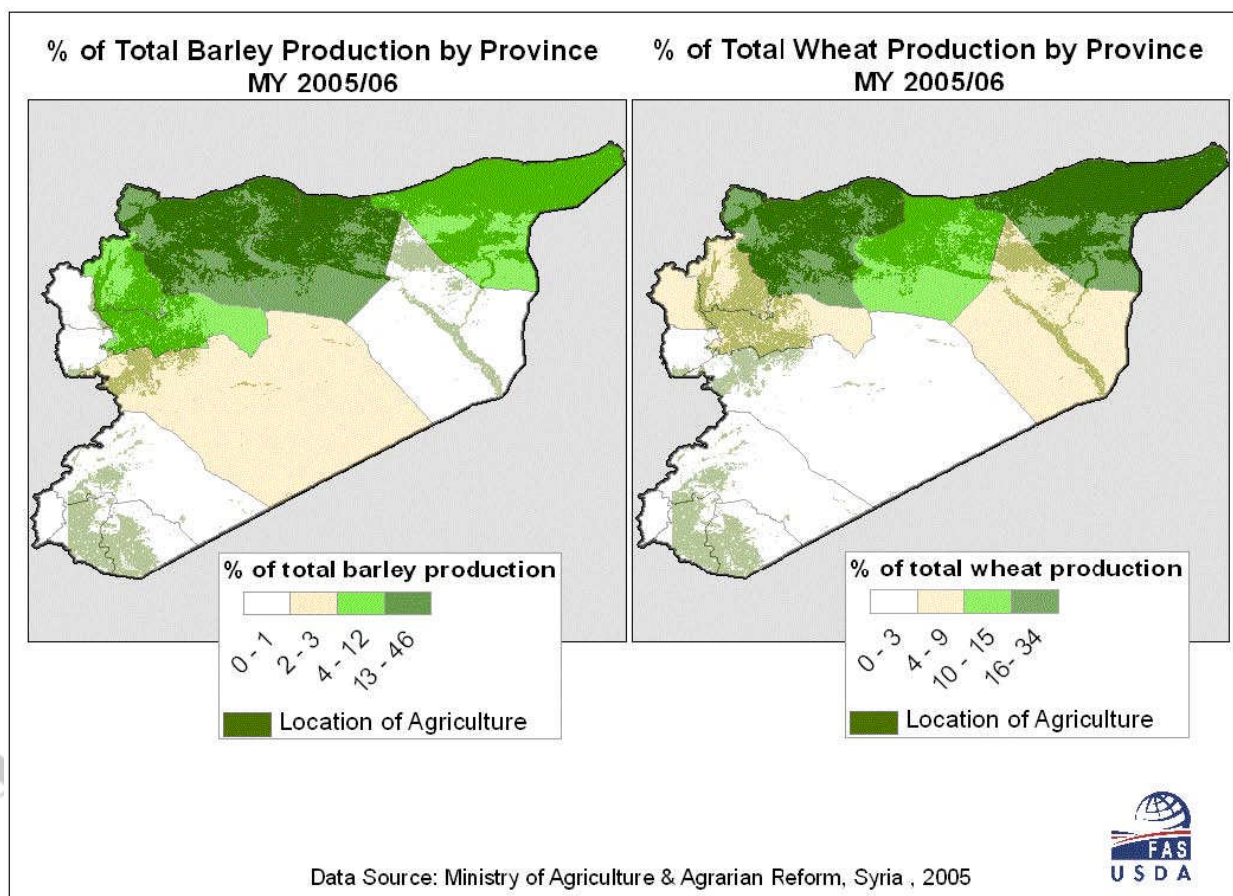 % of Total Barley Production by Province
MY 2005/06
% of Total Wheat Production by Province
MY 2005/06
% of total barley production
0 - 1
2 - 3
4 - 12
13 - 46
Location of Agriculture
% of total wheat production
0 - 3
4 - 9
10 - 15
16- 34
Location of Agriculture
FAS
USDA
Data Source: Ministry of Agriculture & Agrarian Reform, Syria , 2005